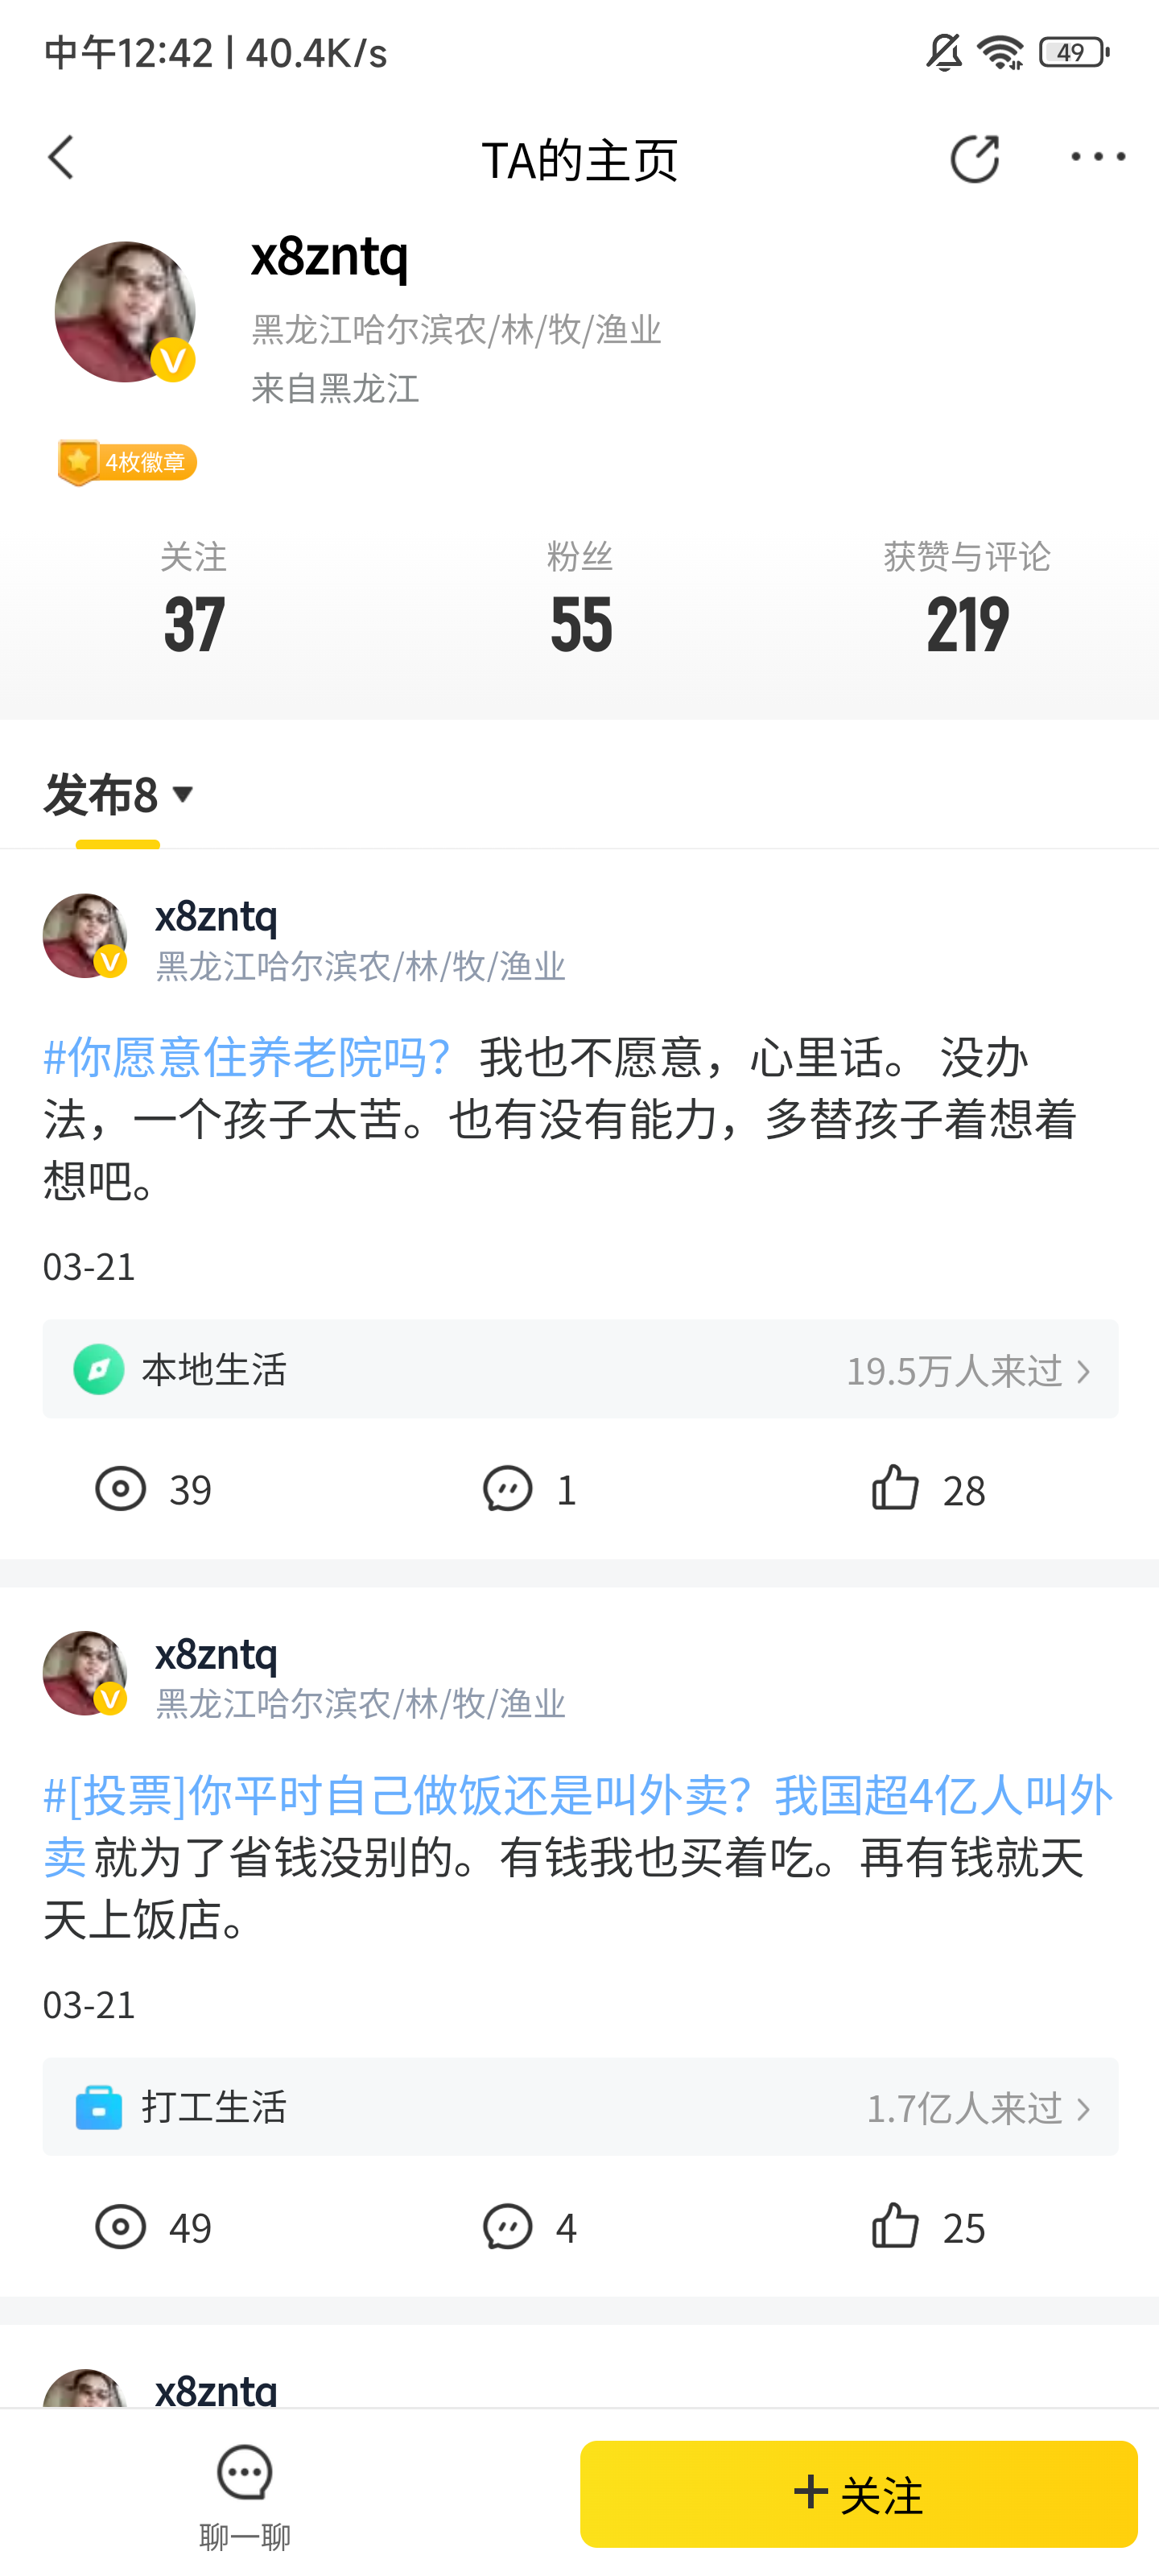 中午12:42 | 40.4K/s
49
TA的主页
x8zntq
黑龙江哈尔滨农/林/牧/渔业
来自黑龙江
4枚徽章
关注 粉丝 获赞与评论
37 55 219
发布8
x8zntq
黑龙江哈尔滨农/林/牧/渔业
#你愿意住养老院吗？ 我也不愿意，心里话。 没办
法，一个孩子太苦。也有没有能力，多替孩子着想着
想吧。
03-21
本地生活 19.5万人来过
39 1 28
x8zntq
黑龙江哈尔滨农/林/牧/渔业
#[投票]你平时自己做饭还是叫外卖？我国超4亿人叫外
卖 就为了省钱没别的。有钱我也买着吃。再有钱就天
天上饭店。
03-21
打工生活 1.7亿人来过
49 4 25
x8zntq
聊一聊
关注